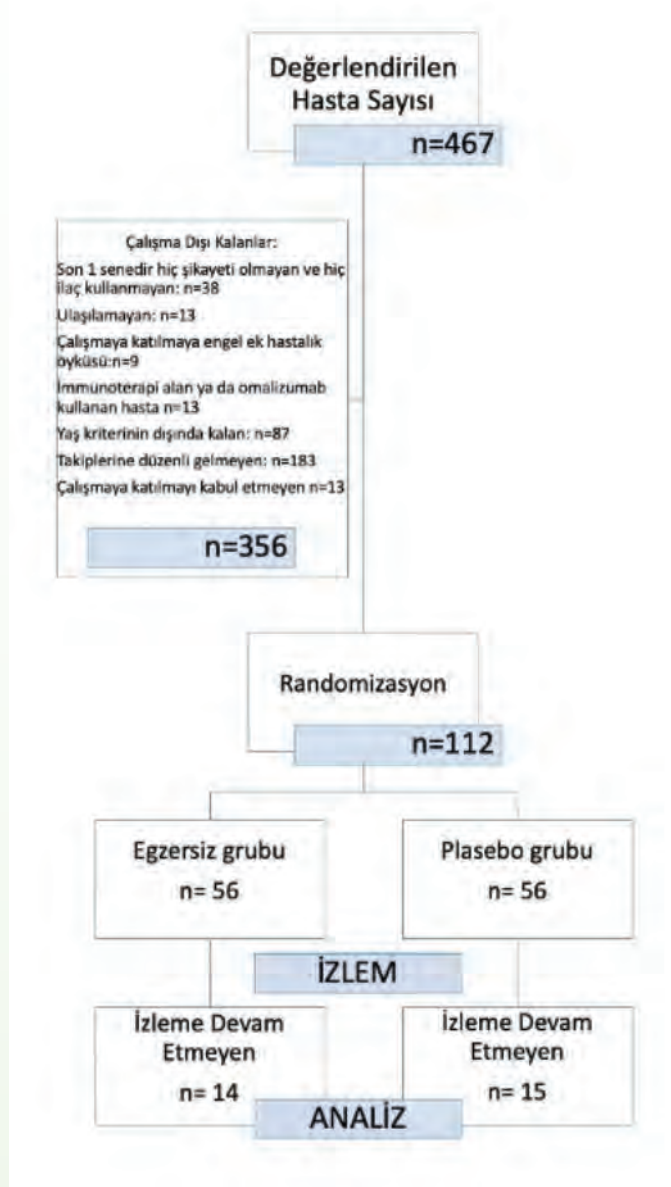 Değerlendirilen
Hasta Sayısı
n=467
Çalışma Dışı Kalanlar:
Son 1 senedir hiç şikayeti olmayan ve hiç
ilaç kullanmayan: n=38
Ulaşılamayan: n=13
Çalışmaya katılmaya engel ek hastalık
öyküsü:n=9
İmmünoterapi alan ya da omalizumab
kullanan hasta n=13
Yaş kriterinin dışında kalan: n=87
Takiplerine düzenli gelmeyen: n=183
Çalışmaya katılmayı kabul etmeyen n=13
n=356
Randomizasyon
n=112
Egzersiz grubu
n= 56
Plasebo grubu
n= 56
İZLEM
İzleme Devam
Etmeyen
n= 14
İzleme Devam
Etmeyen
n= 15
ANALİZ